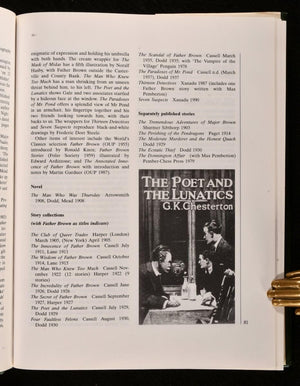 enigmatic of expression and holding his umbrella
with both hands. The cream wrapper for The
Mask of Midas has a fifth illustration by Norall
Hasby, with Father Brown outside the Caster-
ville and County Bank. The Man Who Knew
Too Much has a man shrinking from an unseen
threat behind him, to his left. The Poet and the
Lunatics shows Gale and two associates startled
by a hideous face at the window. The Paradoxes
of Mr Pond offers a splendid view of Mr Pond
in an armchair, his fingertips together and his
two friends looking towards him, with their
backs to us. The wrappers for Thirteen Detectives
and Seven Suspects reproduce black-and-white
drawings by Frederic Dorr Steele.
Other items of interest include the World's
Classics selection Father Brown (OUP 1955)
introduced by Ronald Knox; Father Brown
Stories (Folio Society 1959) illustrated by
Edward Ardizzone; and The Annotated Inno-
cence of Father Brown with introduction and
notes by Martin Gardner (OUP 1987).
Novel
The Man Who Was Thursday Arrowsmith
1908, Dodd, Mead 1908
Story collections
(with Father Brown as titles indicate)
The Club of Queer Trades Harpers (London)
March 1905, (New York) April 1905
The Innocence of Father Brown Cassell July
1911, Lane 1911
The Wisdom of Father Brown Cassell October
1914, Lane 1915
The Man Who Knew Too Much Cassell Nov-
ember 1922 (12 stories) Harper 1922 (8
stories)
The Incredulity of Father Brown Cassell June
1926, Dodd 1926
The Secret of Father Brown Cassell September
1927, Harper 1927
The Poet and the Lunatics Cassell July 1929,
Dodd 1929
Four Faultless Felons Cassell August 1930,
Dodd 1930
The Scandal of Father Brown Cassell March
1935, Dodd 1935 (with 'The Vampire of the
Village' Penguin 1978
The Paradoxes of Mr Pond Cassell n.d. (March
1937), Dodd 1937
Thirteen Detectives Xanadu 1987 (includes one
Father Brown story written with Max
Pemberton)
Seven Suspects Xanadu 1990
Separately published stories
The Tremendous Adventures of Major Brown
Shurmer Sibthorp 1903
The Perishing of the Pendragons Paget 1914
The Moderate Murderer and the Honest Quack
Dodd 1929
The Ecstatic Thief Dodd 1930
The Donnington Affair (with Max Pemberton)
Pamber-Chess Press 1979
THE POET AND
THE LUNATICS
G.K.Chesterton
81